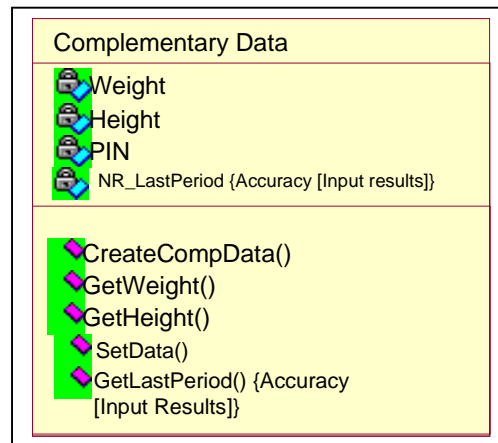 Complementary Data
Weight
Height
PIN
NR_LastPeriod {Accuracy [Input results]}
CreateCompData()
GetWeight()
GetHeight()
SetData()
GetLastPeriod() {Accuracy
[Input Results]}